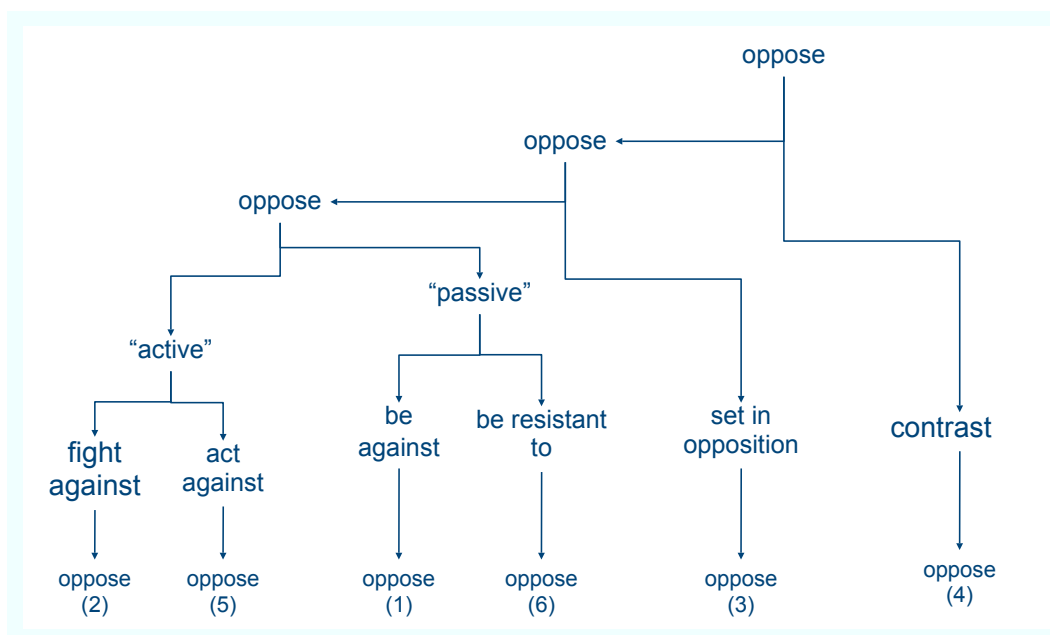 oppose
oppose
oppose
“passive”
“active”
fight
against
act
against
be
against
be resistant
to
set in
opposition
contrast
oppose
(2)
oppose
(5)
oppose
(1)
oppose
(6)
oppose
(3)
oppose
(4)